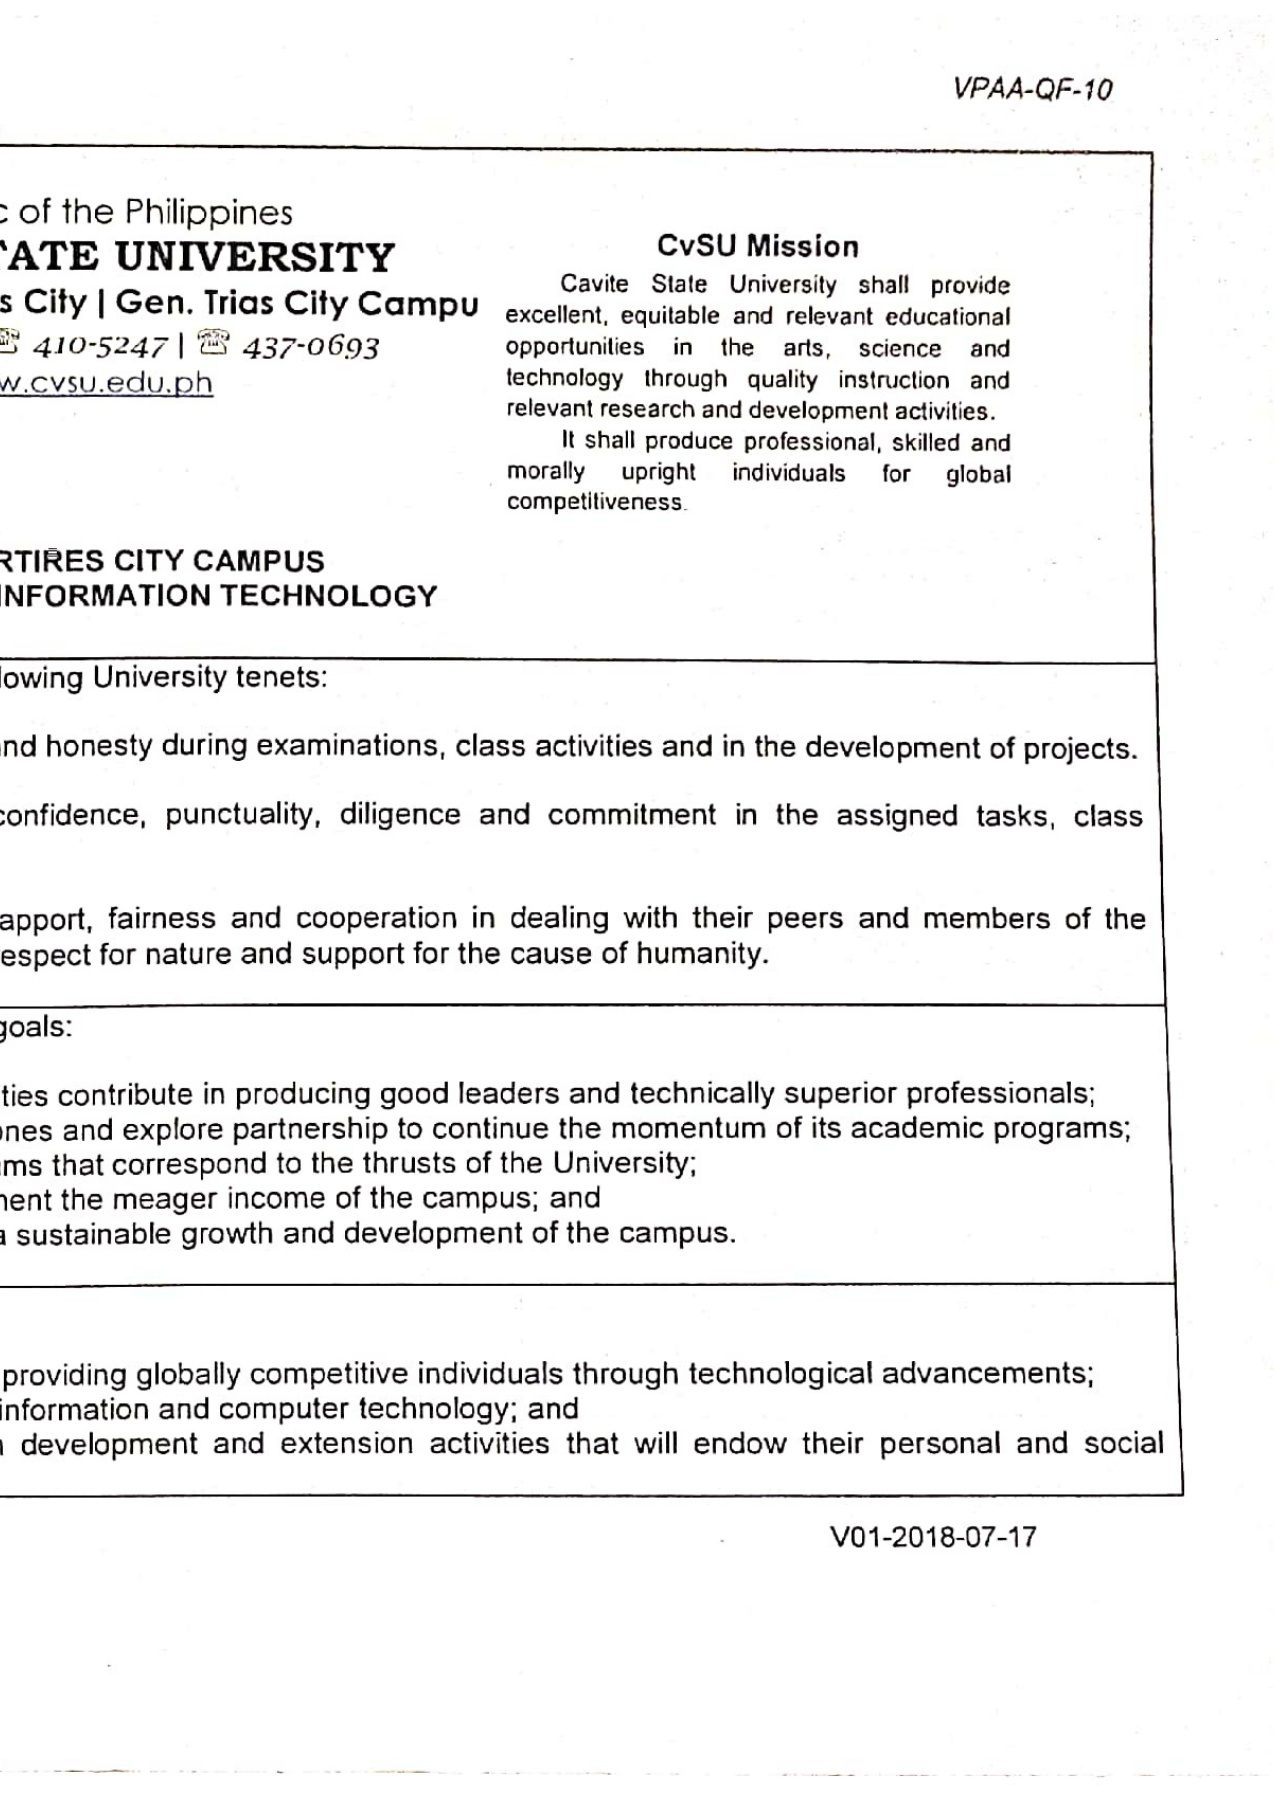 VPAA-QF-10
of the Philippines
ATE UNIVERSITY
s City | Gen. Trias City Campu
☏ 410-5247 | ☏ 437-0693
w.cvsu.edu.ph
CvSU Mission
Cavite State University shall provide
excellent, equitable and relevant educational
opportunities in the arts, science and
technology through quality instruction and
relevant research and development activities.
It shall produce professional, skilled and
morally upright individuals for global
competitiveness.
RTIRES CITY CAMPUS
INFORMATION TECHNOLOGY
lowing University tenets:
nd honesty during examinations, class activities and in the development of projects.
confidence, punctuality, diligence and commitment in the assigned tasks, class
apport, fairness and cooperation in dealing with their peers and members of the
espect for nature and support for the cause of humanity.
goals:
ties contribute in producing good leaders and technically superior professionals;
nes and explore partnership to continue the momentum of its academic programs;
ms that correspond to the thrusts of the University;
ent the meager income of the campus; and
sustainable growth and development of the campus.
providing globally competitive individuals through technological advancements;
information and computer technology; and
development and extension activities that will endow their personal and social
V01-2018-07-17